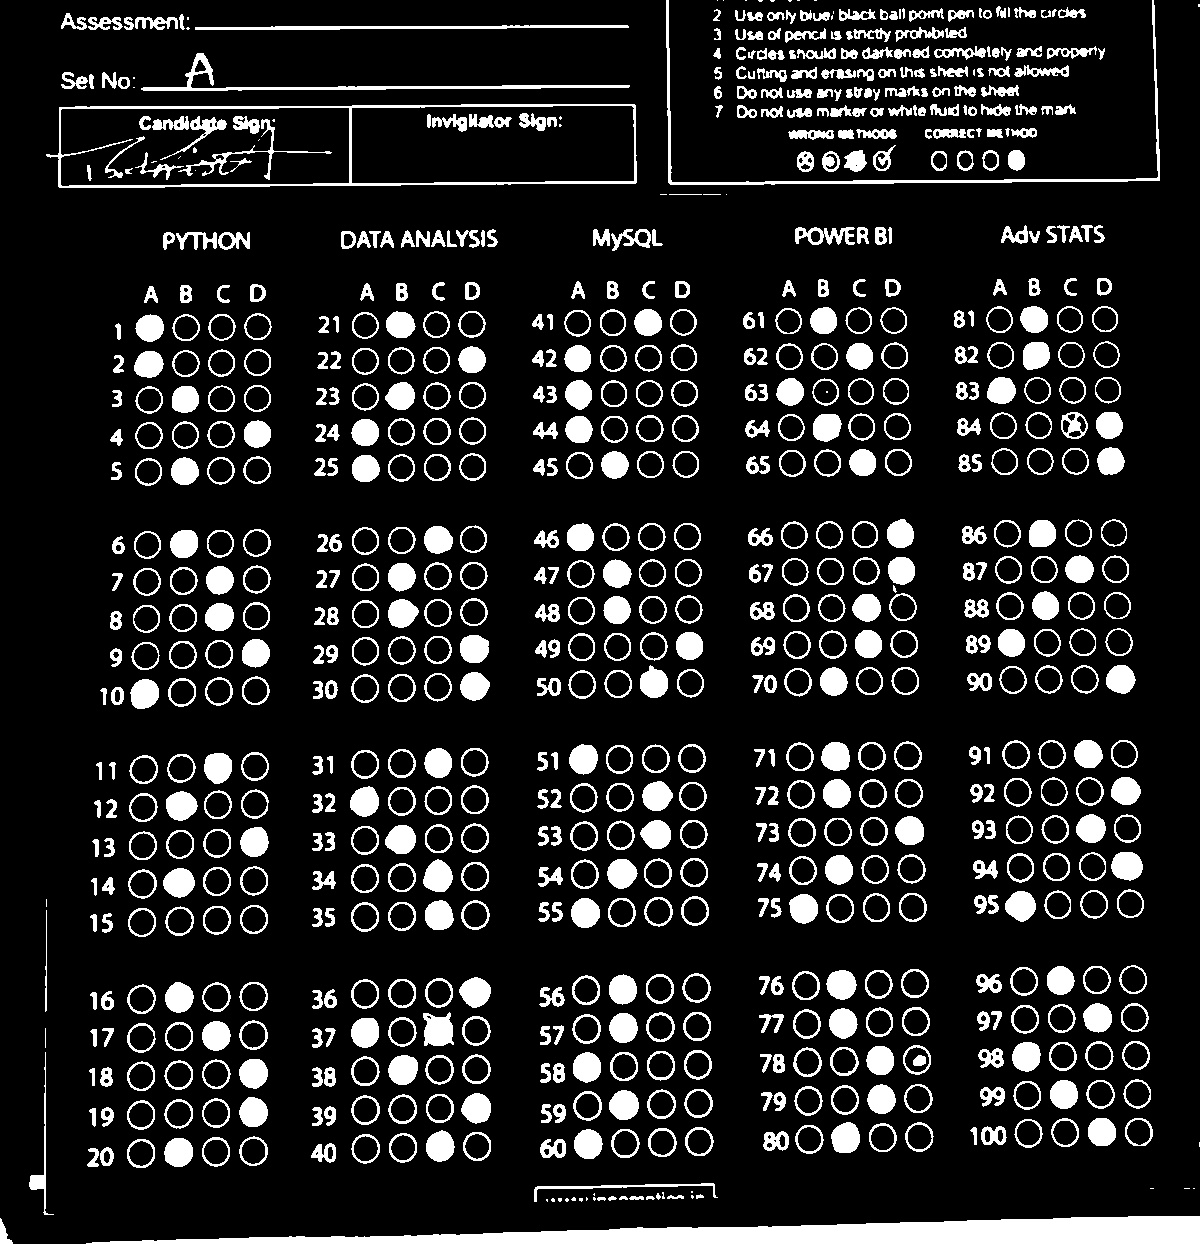 Assessment:
Set No: A
Candidate Sign:
Invigilator Sign:
2 Use only blue/ black ball point pen to fill the circles
3 Use of pencil is strictly prohibited
4 Circles should be darkened completely and properly
5 Cutting and erasing on this sheet is not allowed
6 Do not use any stray marks on the sheet
7 Do not use marker or white fluid to hide the mark
WRONG METHODS CORRECT METHOD
PYTHON DATA ANALYSIS MySQL POWER BI Adv STATS
A B C D A B C D A B C D A B C D A B C D
1 21 41 61 81
2 22 42 62 82
3 23 43 63 83
4 24 44 64 84
5 25 45 65 85
6 26 46 66 86
7 27 47 67 87
8 28 48 68 88
9 29 49 69 89
10 30 50 70 90
11 31 51 71 91
12 32 52 72 92
13 33 53 73 93
14 34 54 74 94
15 35 55 75 95
16 36 56 76 96
17 37 57 77 97
18 38 58 78 98
19 39 59 79 99
20 40 60 80 100